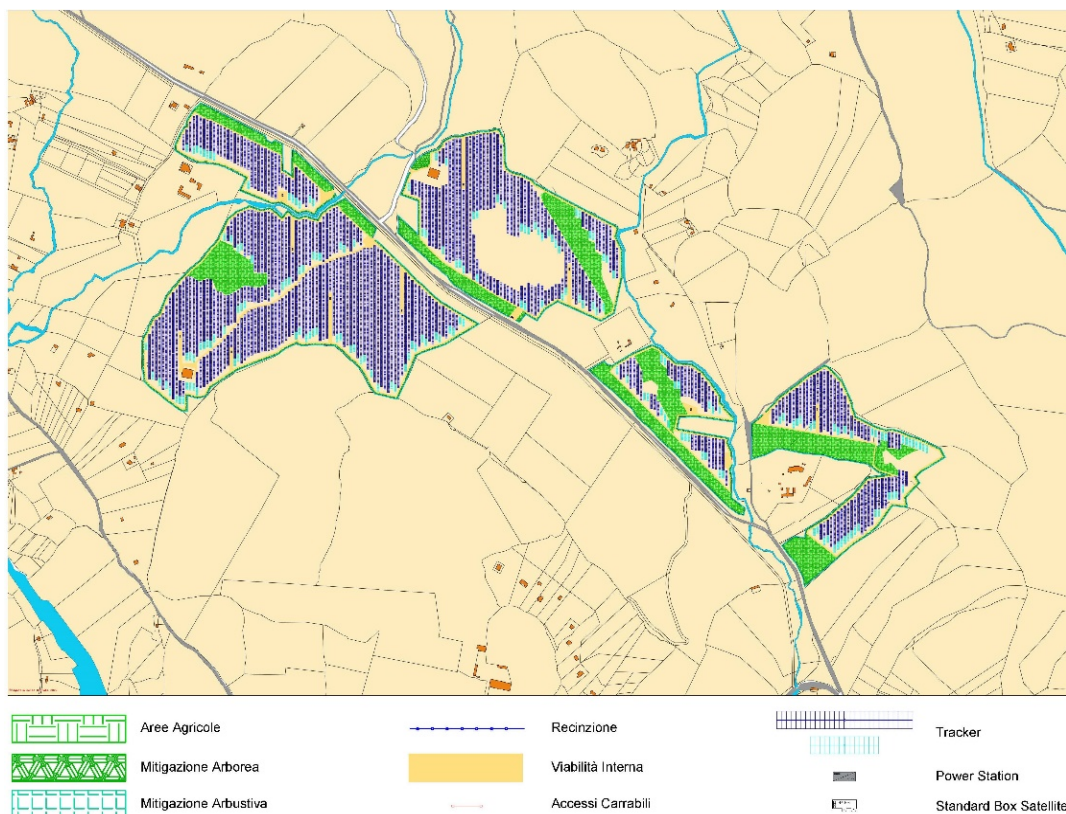 Aree Agricole
Recinzione
Tracker
Mitigazione Arborea
Viabilità Interna
Power Station
Mitigazione Arbustiva
Accessi Carrabili
Standard Box Satellite